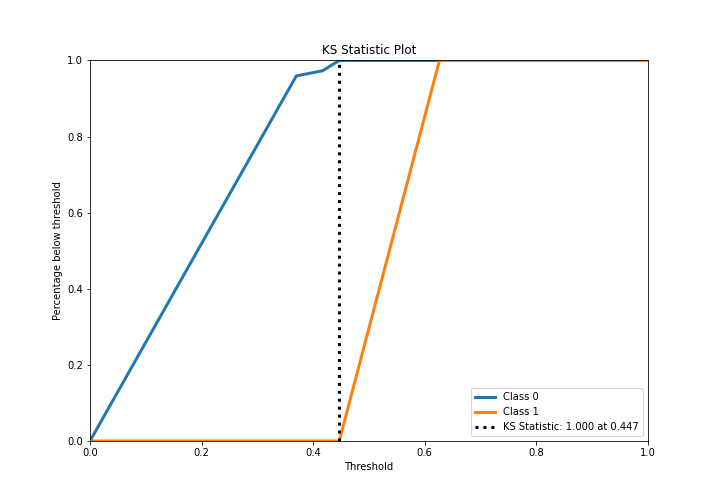 KS Statistic Plot
Percentage below threshold
1.0
0.8
0.6
0.4
0.2
0.0
0.0 0.2 0.4 0.6 0.8 1.0
Threshold
Class 0
Class 1
KS Statistic: 1.000 at 0.447